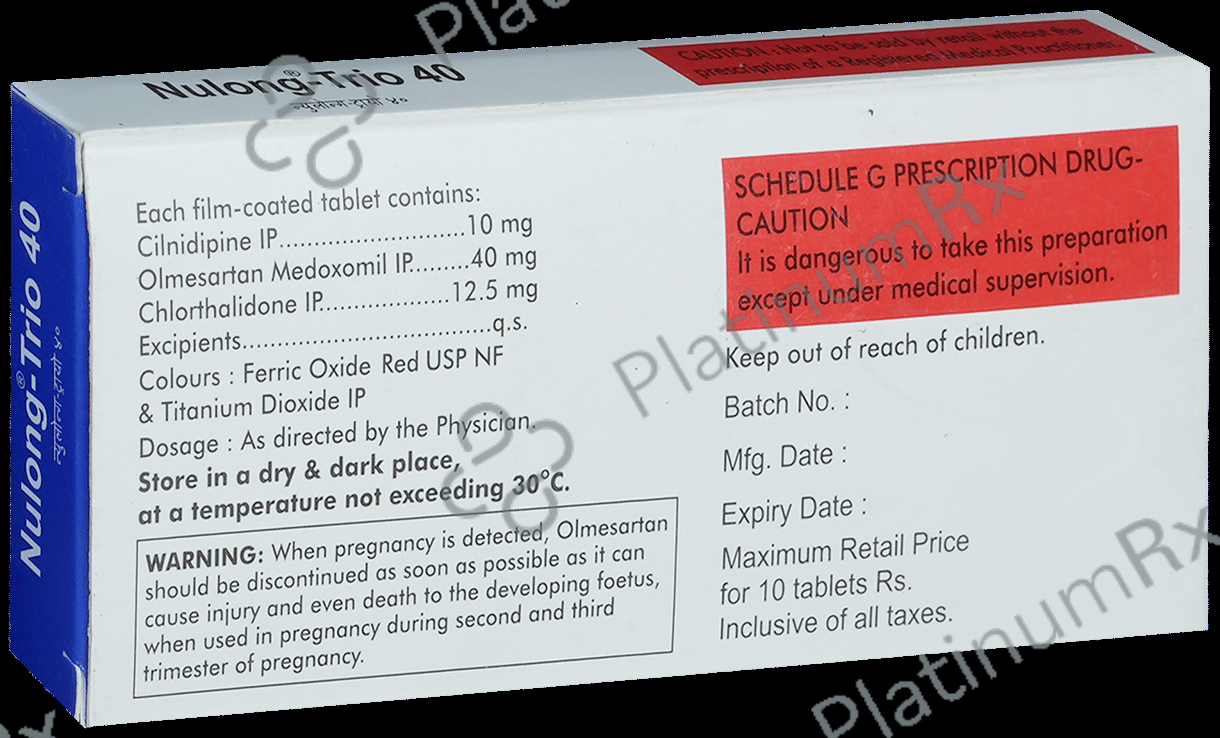 Nulong®-Trio 40
न्युलोन्ग-ट्रायो ४०
CAUTION : Not to be sold by retail without the
prescription of a Registered Medical Practitioner.
Nulong®-Trio 40
न्युलोन्ग-ट्रायो ४०
Each film-coated tablet contains:
Cilnidipine IP...........................10 mg
Olmesartan Medoxomil IP.........40 mg
Chlorthalidone IP...................12.5 mg
Excipients....................................q.s.
Colours : Ferric Oxide Red USP NF
& Titanium Dioxide IP
Dosage : As directed by the Physician.
Store in a dry & dark place,
at a temperature not exceeding 30°C.
WARNING: When pregnancy is detected, Olmesartan
should be discontinued as soon as possible as it can
cause injury and even death to the developing foetus,
when used in pregnancy during second and third
trimester of pregnancy.
SCHEDULE G PRESCRIPTION DRUG-
CAUTION
It is dangerous to take this preparation
except under medical supervision.
Keep out of reach of children.
Batch No. :
Mfg. Date :
Expiry Date :
Maximum Retail Price
for 10 tablets Rs.
Inclusive of all taxes.
Plat
PlatinumRx
PlatinumRx
Rx